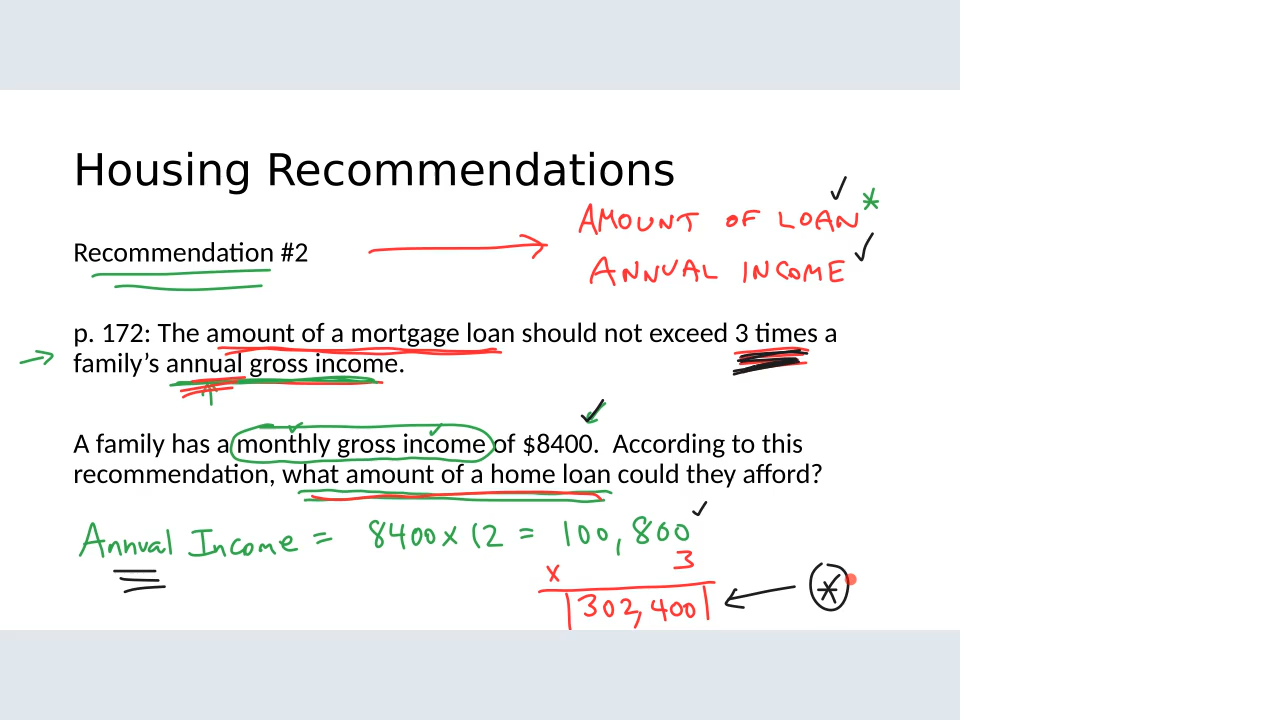 Housing Recommendations
AMOUNT OF LOAN*
Recommendation #2
ANNUAL INCOME
p. 172: The amount of a mortgage loan should not exceed 3 times a
family’s annual gross income.
A family has a monthly gross income of $8400.  According to this
recommendation, what amount of a home loan could they afford?
Annual Income = 8400 x 12 = 100,800
x 3
302,400
*